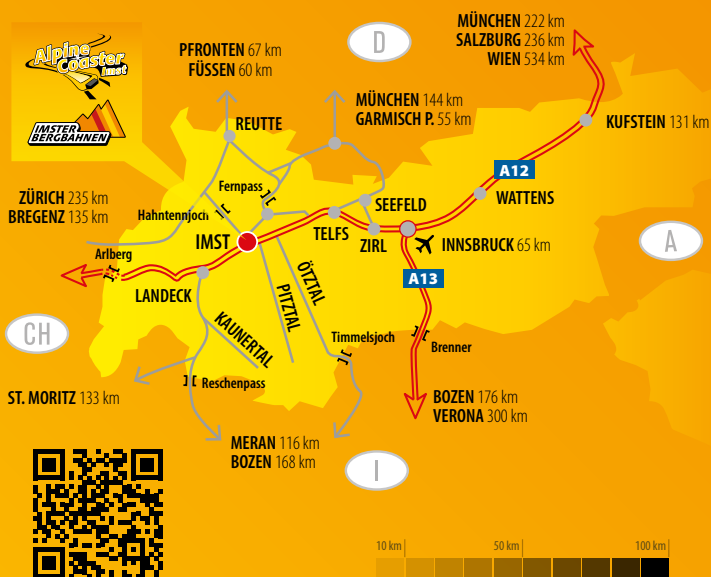 Alpine
Coaster
Imst
IMSTER
BERGBAHNEN
PFRONTEN 67 km
FÜSSEN 60 km
D
MÜNCHEN 222 km
SALZBURG 236 km
WIEN 534 km
MÜNCHEN 144 km
GARMISCH P. 55 km
REUTTE
KUFSTEIN 131 km
A12
WATTENS
ZÜRICH 235 km
BREGENZ 135 km
Fernpass
Hahntennjoch
SEEFELD
IMST
TELFS
ZIRL
INNSBRUCK 65 km
A
Arlberg
LANDECK
ÖTZTAL
PITZTAL
A13
KAUNERTAL
CH
Timmelsjoch
Brenner
ST. MORITZ 133 km
Reschenpass
BOZEN 176 km
VERONA 300 km
MERAN 116 km
BOZEN 168 km
I
10 km
50 km
100 km